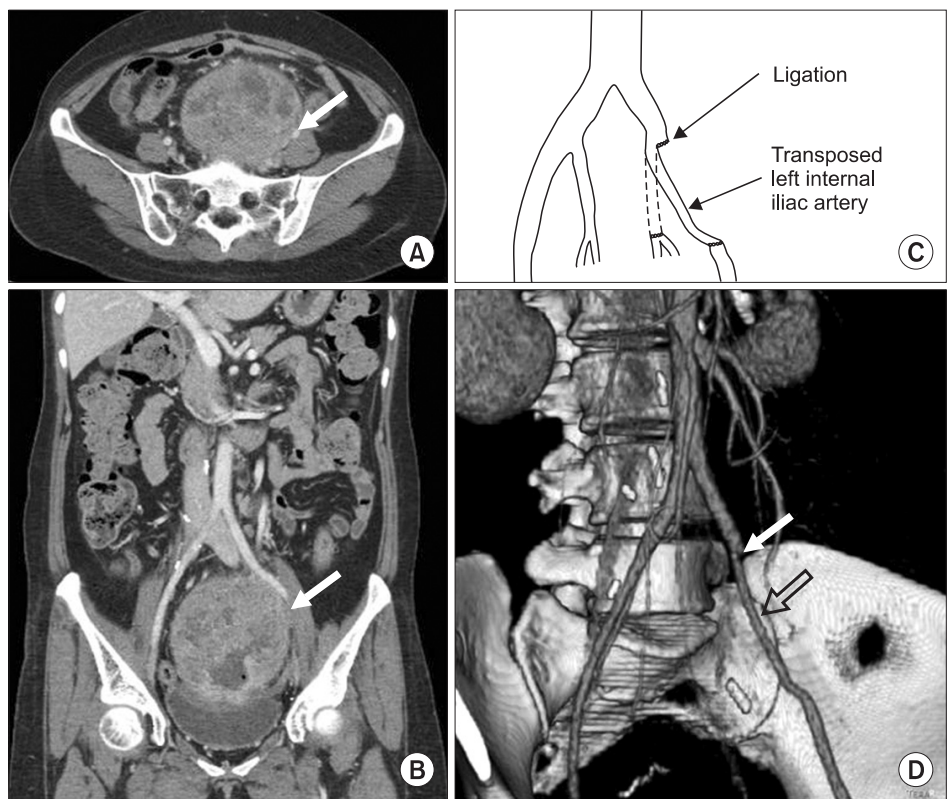 A
Ligation
Transposed
left internal
iliac artery
C
B
D